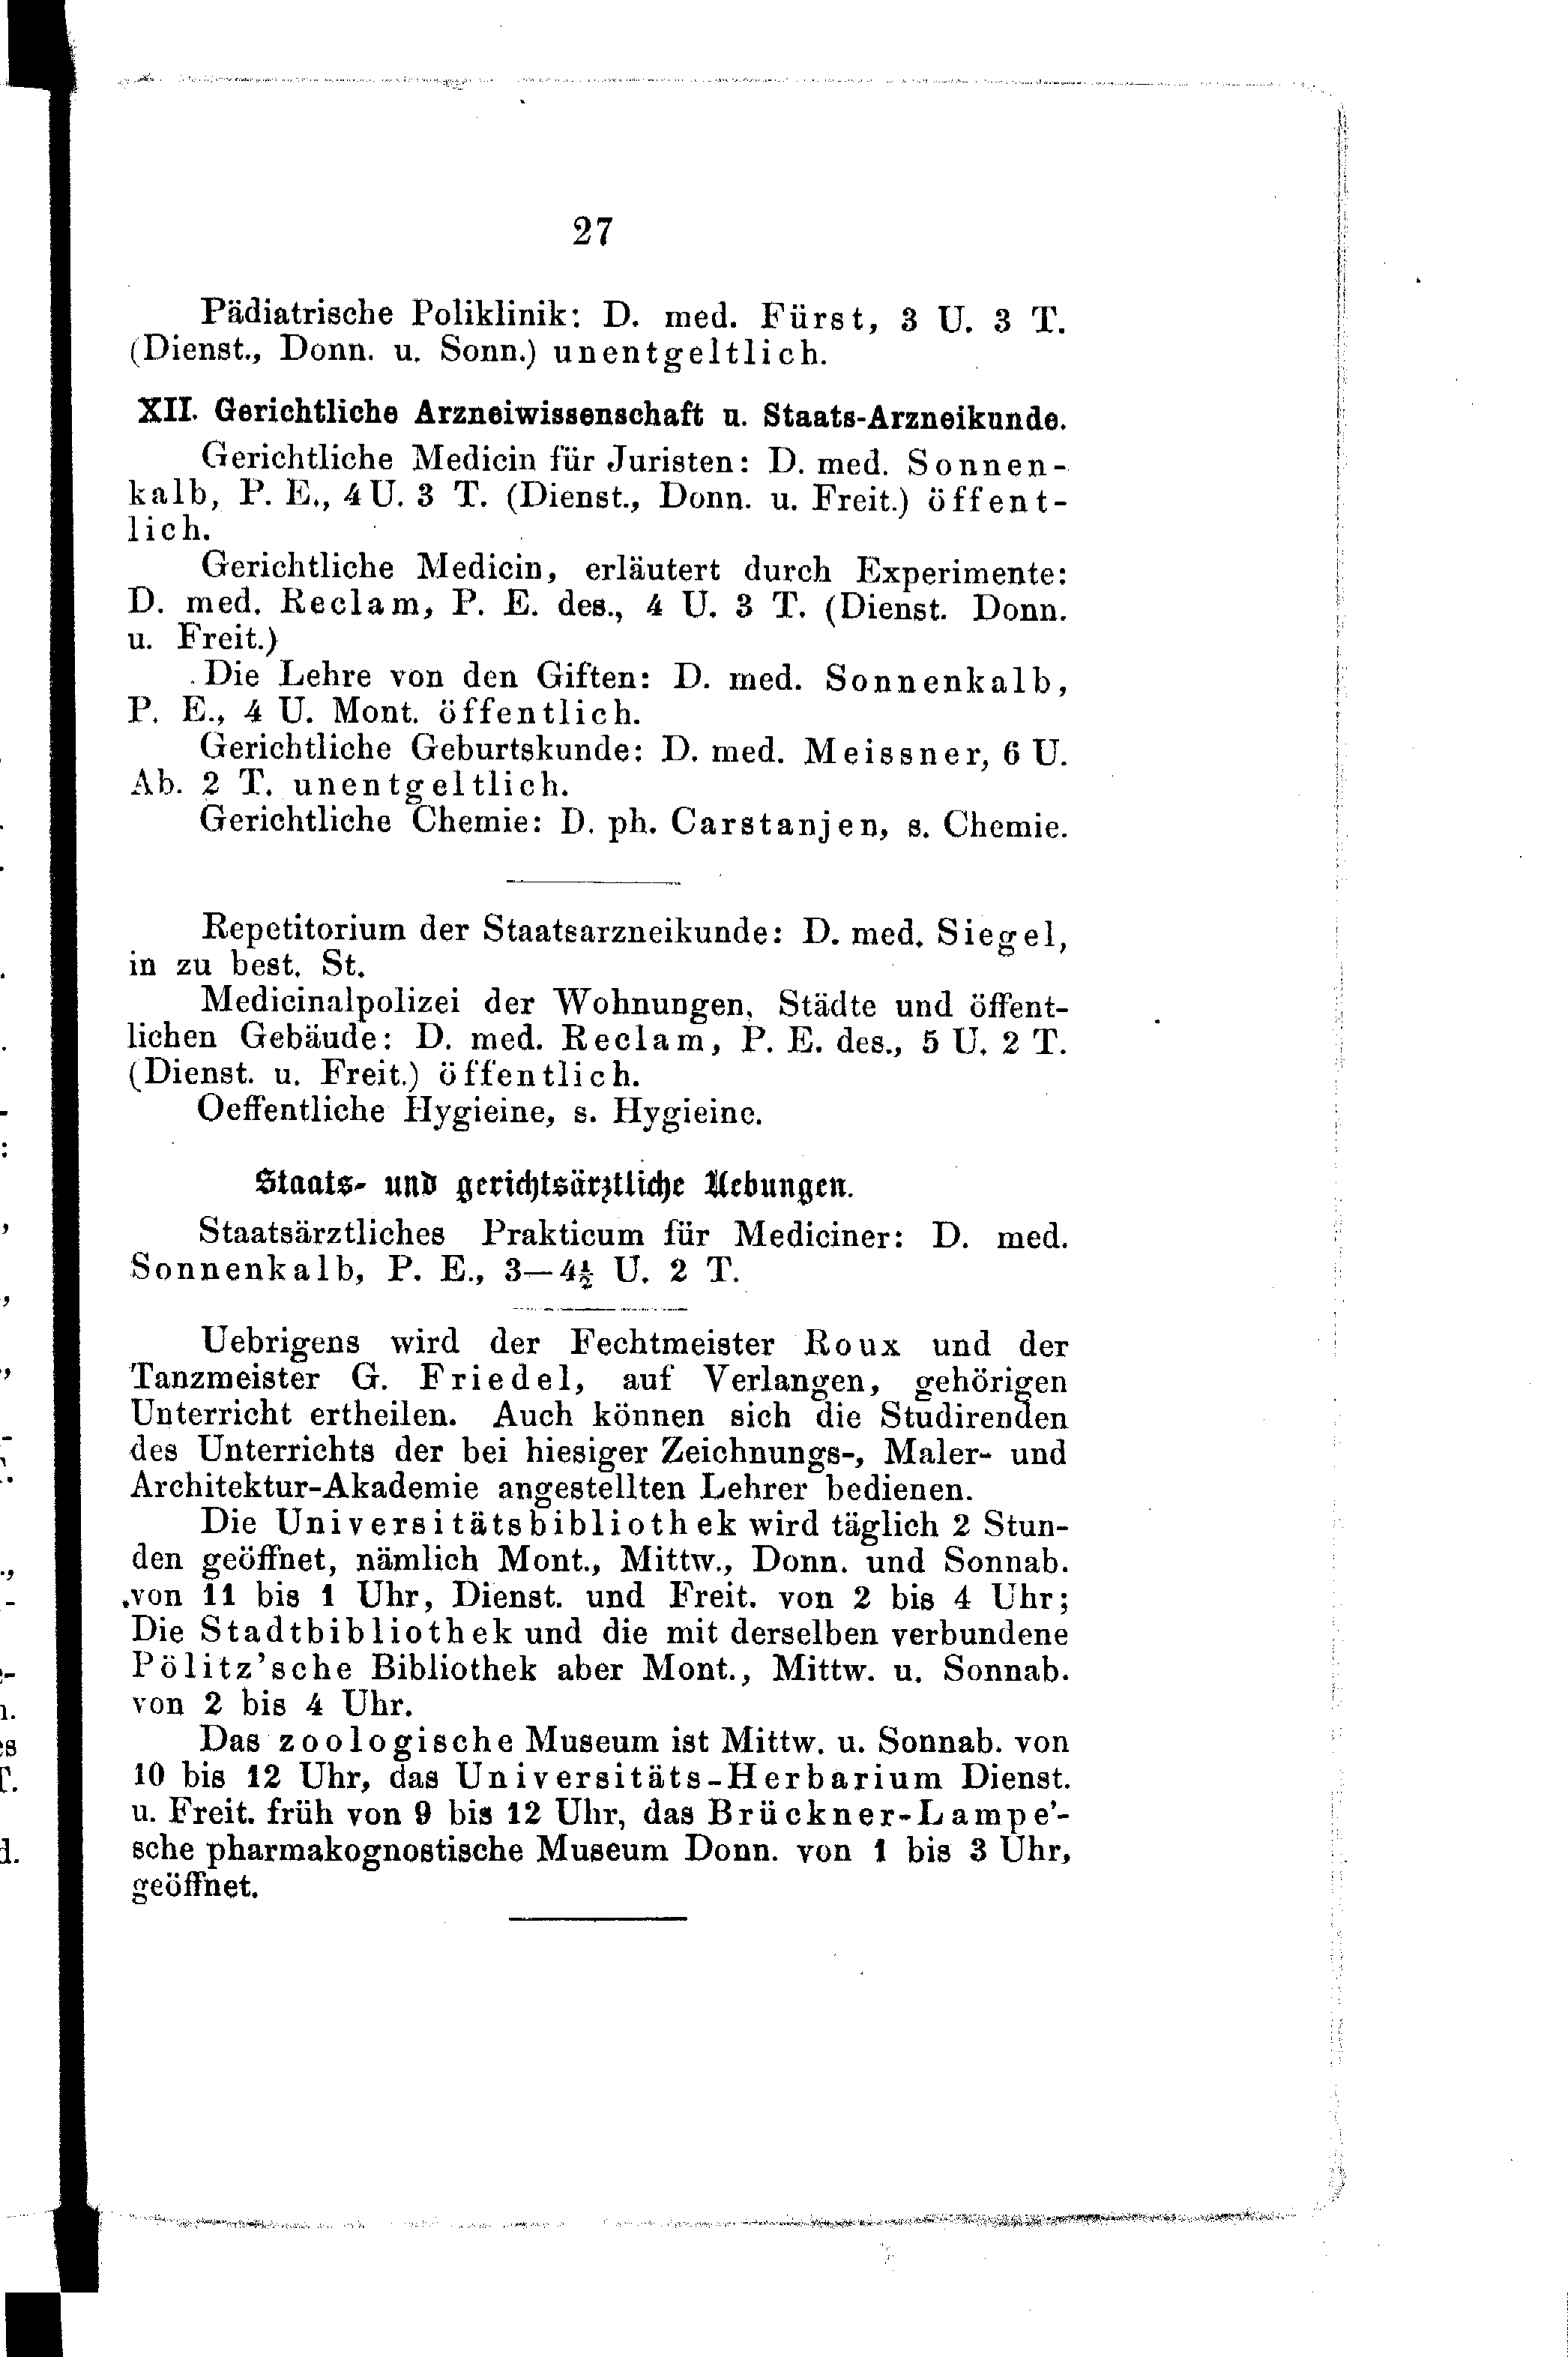 27
Pädiatrische Poliklinik: D. med. Fürst, 3 U. 3 T.
(Dienst., Donn. u. Sonn.) unentgeltlich.
XII. Gerichtliche Arzneiwissenschaft u. Staats-Arzneikunde.
Gerichtliche Medicin für Juristen: D. med. Sonnen-
kalb, P. E., 4 U. 3 T. (Dienst., Donn. u. Freit.) öffent-
lich.
Gerichtliche Medicin, erläutert durch Experimente:
D. med. Reclam, P. E. des., 4 U. 3 T. (Dienst. Donn.
u. Freit.)
Die Lehre von den Giften: D. med. Sonnenkalb,
P. E., 4 U. Mont. öffentlich.
Gerichtliche Geburtskunde: D. med. Meissner, 6 U.
Ab. 2 T. unentgeltlich.
Gerichtliche Chemie: D. ph. Carstanjen, s. Chemie.
Repetitorium der Staatsarzneikunde: D. med. Siegel,
in zu best. St.
Medicinalpolizei der Wohnungen, Städte und öffent-
lichen Gebäude: D. med. Reclam, P. E. des., 5 U. 2 T.
(Dienst. u. Freit.) öffentlich.
Oeffentliche Hygieine, s. Hygieine.
Staats- und gerichtsärztliche Uebungen.
Staatsärztliches Prakticum für Mediciner: D. med.
Sonnenkalb, P. E., 3—4½ U. 2 T.
Uebrigens wird der Fechtmeister Roux und der
Tanzmeister G. Friedel, auf Verlangen, gehörigen
Unterricht ertheilen. Auch können sich die Studirenden
des Unterrichts der bei hiesiger Zeichnungs-, Maler- und
Architektur-Akademie angestellten Lehrer bedienen.
Die Universitätsbibliothek wird täglich 2 Stun-
den geöffnet, nämlich Mont., Mittw., Donn. und Sonnab.
von 11 bis 1 Uhr, Dienst. und Freit. von 2 bis 4 Uhr;
Die Stadtbibliothek und die mit derselben verbundene
Pölitz'sche Bibliothek aber Mont., Mittw. u. Sonnab.
von 2 bis 4 Uhr.
Das zoologische Museum ist Mittw. u. Sonnab. von
10 bis 12 Uhr, das Universitäts-Herbarium Dienst.
u. Freit. früh von 9 bis 12 Uhr, das Brückner-Lampe'-
sche pharmakognostische Museum Donn. von 1 bis 3 Uhr,
geöffnet.